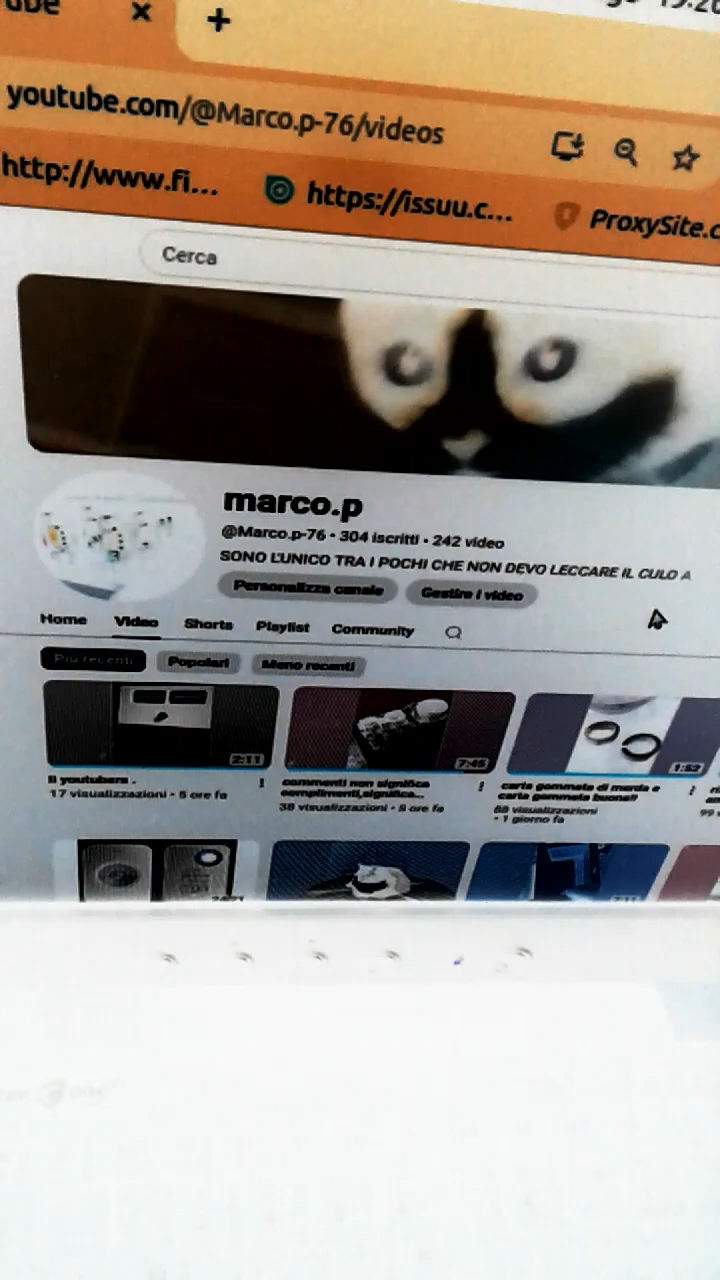 youtube.com/@Marco.p-76/videos
http://www.fi... https://issuu.c... ProxySite.c
Cerca
marco.p
@Marco.p-76 • 304 iscritti • 242 video
SONO L'UNICO TRA I POCHI CHE NON DEVO LECCARE IL CULO A
Personalizza canale Gestire i video
Home Video Shorts Playlist Community
Più recenti Popolari Meno recenti
2:11 7:45 1:52
Il youtubers .
17 visualizzazioni • 5 ore fa
commenti non significa
complimenti,significa...
38 visualizzazioni • 5 ore fa
carta gommata di marda e
carta gommata buona!!
68 visualizzazioni
• 1 giorno fa
99